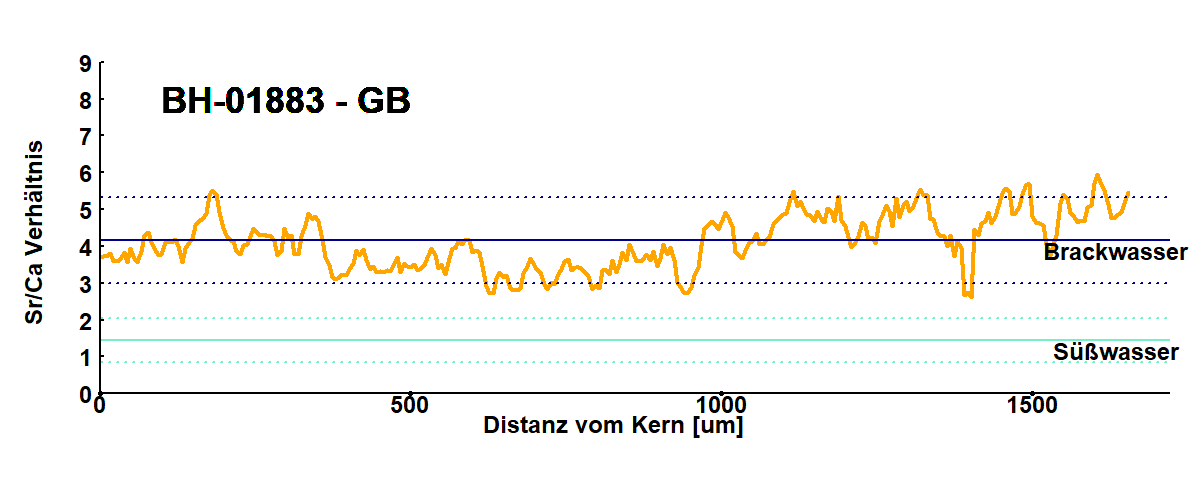 9
8
BH-01883 - GB
7
6
5
4
3
2
1
0
Sr/Ca Verhältnis
Brackwasser
Süßwasser
0 500 1000 1500
Distanz vom Kern [um]